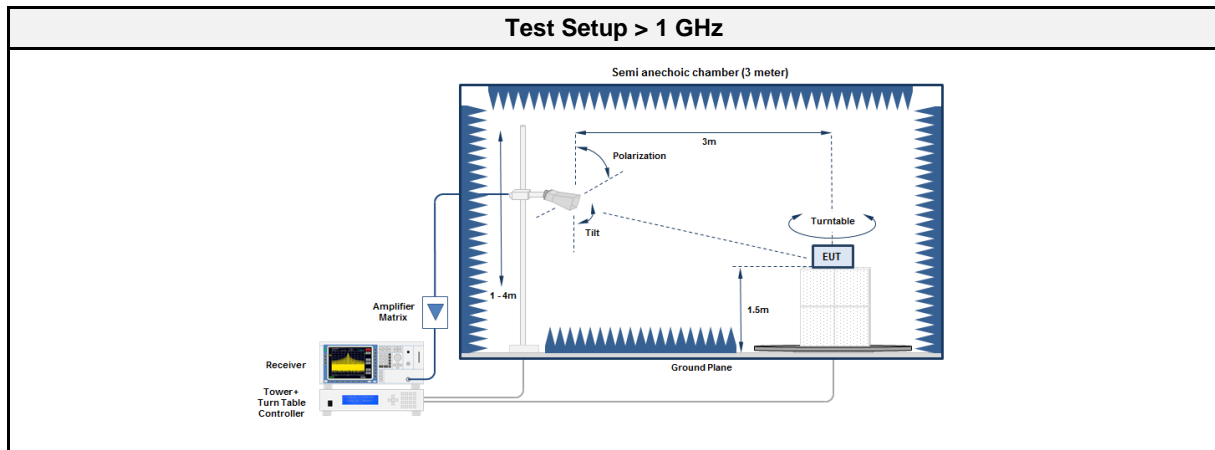 Test Setup > 1 GHz
Semi anechoic chamber (3 meter)
3m
Polarization
Turntable
Tilt
EUT
1 - 4m
1.5m
Amplifier
Matrix
Ground Plane
Receiver
Tower+
Turn Table
Controller